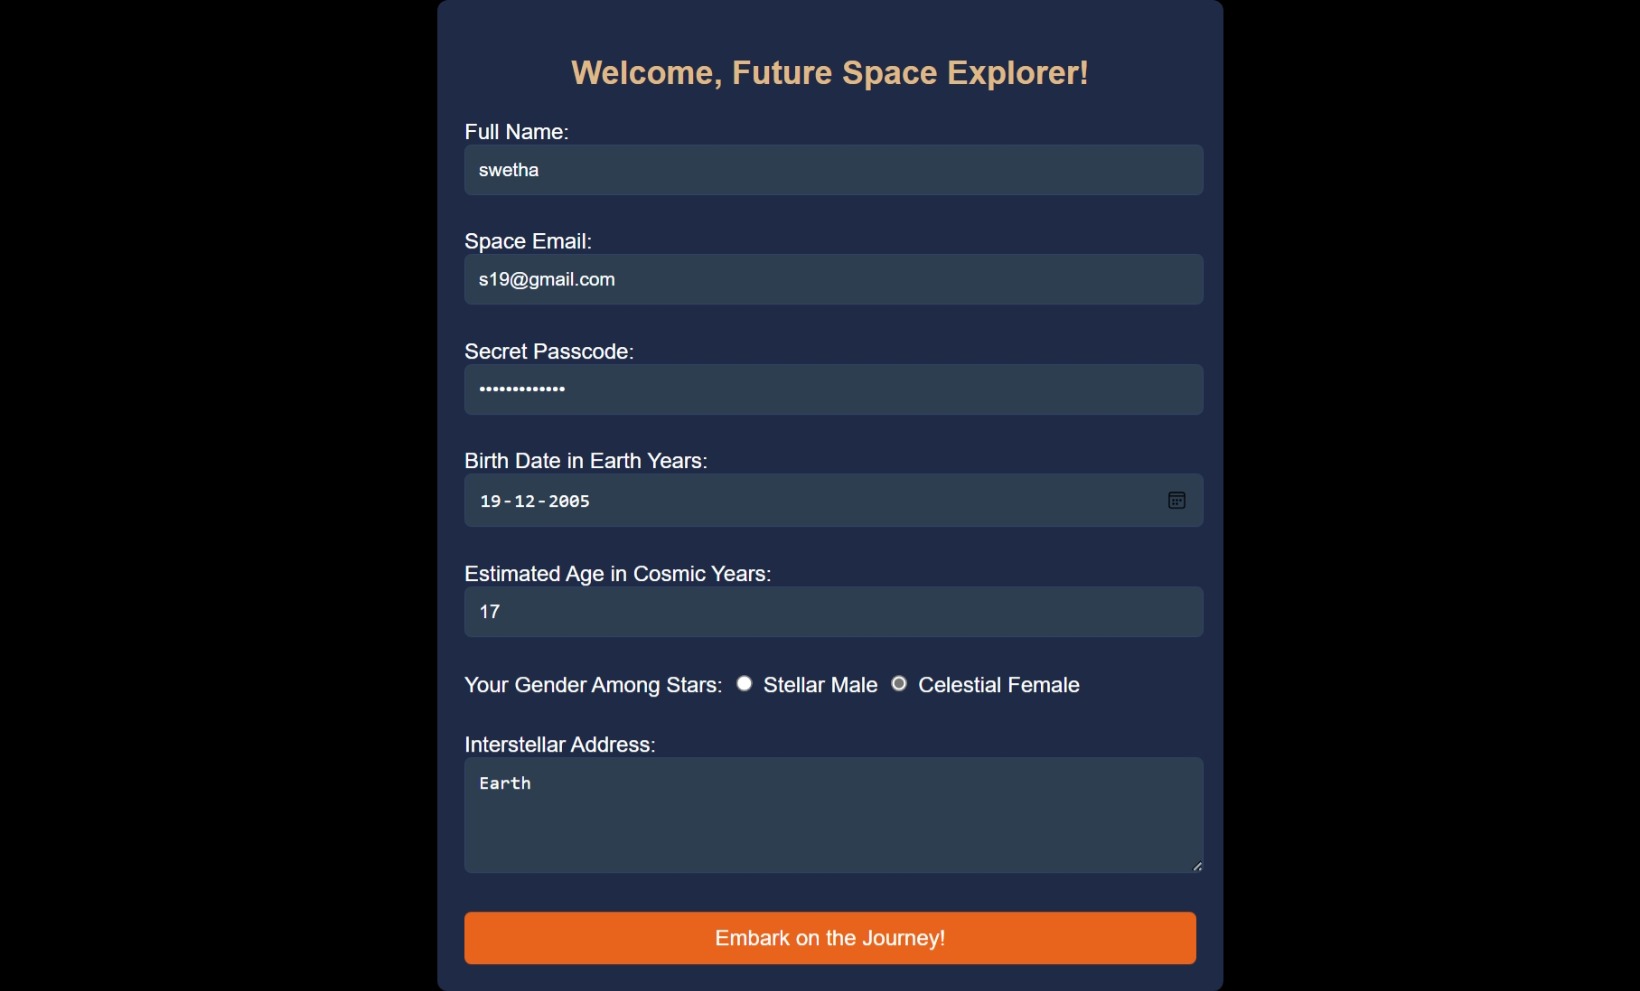 Welcome, Future Space Explorer!
Full Name:
swetha
Space Email:
s19@gmail.com
Secret Passcode:
•••••••••••••
Birth Date in Earth Years:
19-12-2005
Estimated Age in Cosmic Years:
17
Your Gender Among Stars: Stellar Male Celestial Female
Interstellar Address:
Earth
Embark on the Journey!